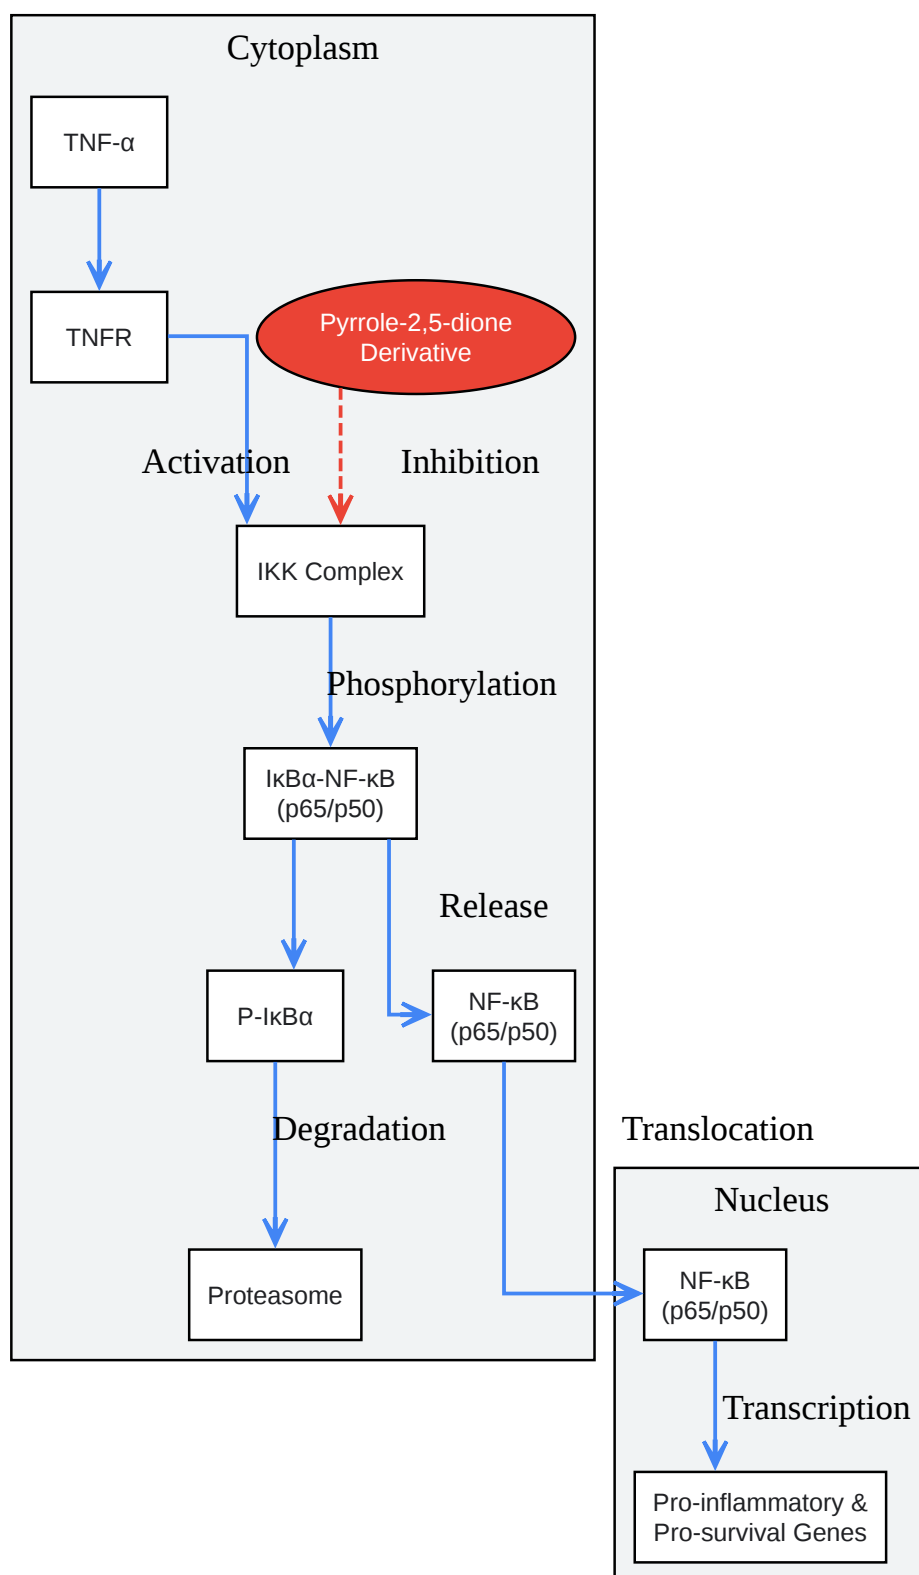 Cytoplasm
TNF-α
TNFR
Pyrrole-2,5-dione
Derivative
Activation
Inhibition
IKK Complex
Phosphorylation
IκBα-NF-κB
(p65/p50)
Release
P-IκBα
NF-κB
(p65/p50)
Degradation
Translocation
Nucleus
Proteasome
NF-κB
(p65/p50)
Transcription
Pro-inflammatory &
Pro-survival Genes